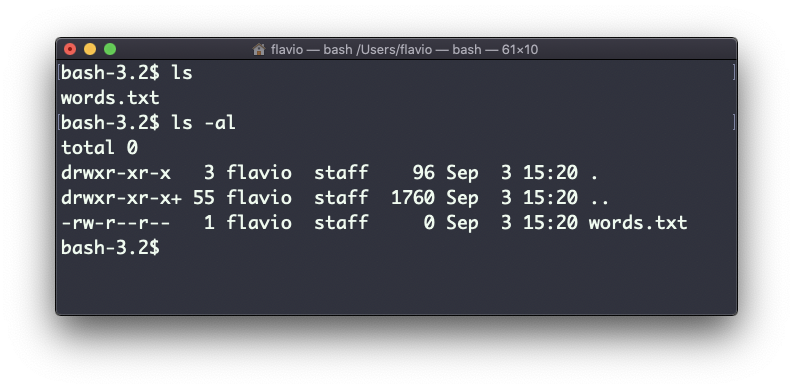 flavio — bash /Users/flavio — bash — 61×10
bash-3.2$ ls
words.txt
bash-3.2$ ls -al
total 0
drwxr-xr-x   3 flavio  staff    96 Sep  3 15:20 .
drwxr-xr-x+ 55 flavio  staff  1760 Sep  3 15:20 ..
-rw-r--r--   1 flavio  staff     0 Sep  3 15:20 words.txt
bash-3.2$